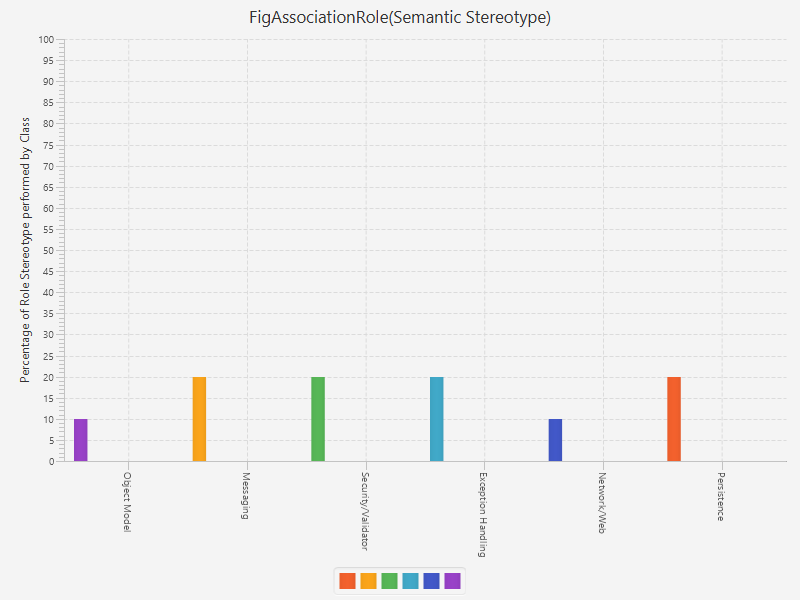 FigAssociationRole(Semantic Stereotype)
Percentage of Role Stereotype performed by Class
100
95
90
85
80
75
70
65
60
55
50
45
40
35
30
25
20
15
10
5
0
Object Model
Messaging
Security/Validator
Exception Handling
Network/Web
Persistence